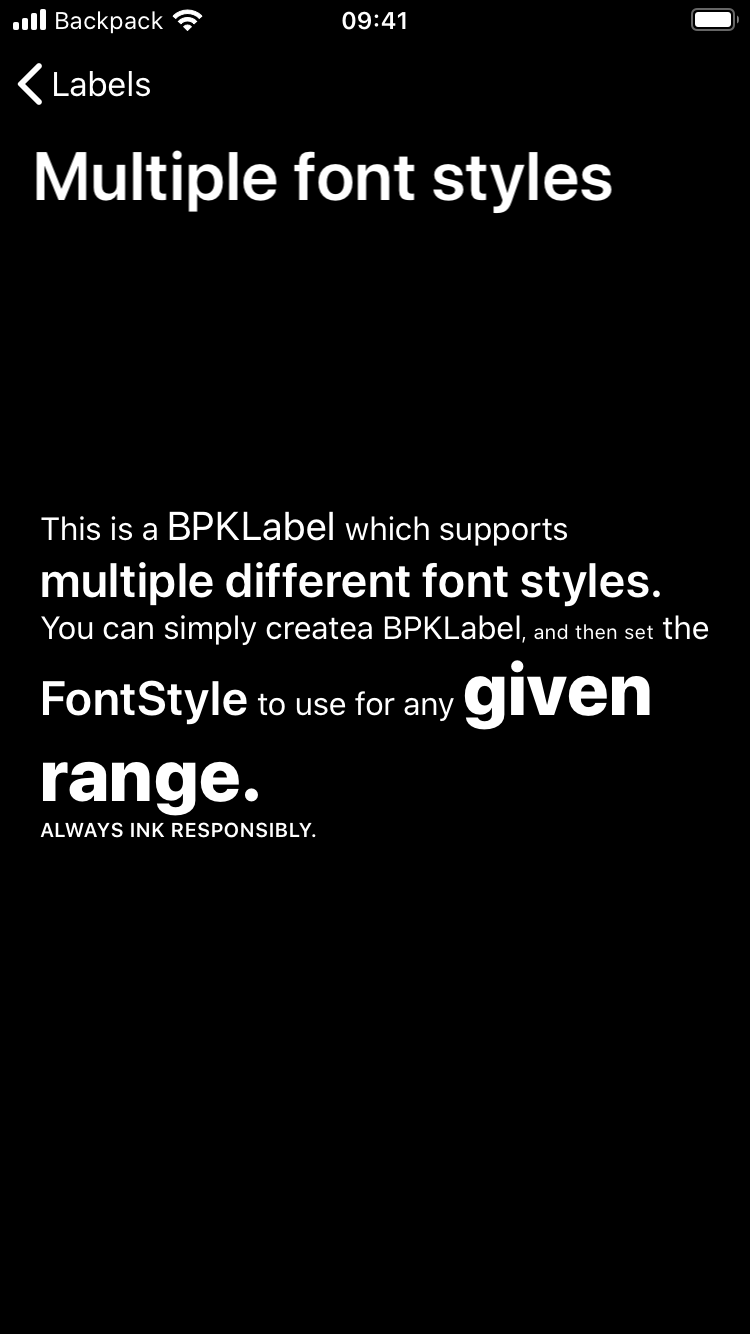 Backpack 09:41
Labels
Multiple font styles
This is a BPKLabel which supports
multiple different font styles.
You can simply createa BPKLabel, and then set the
FontStyle to use for any given
range.
ALWAYS INK RESPONSIBLY.